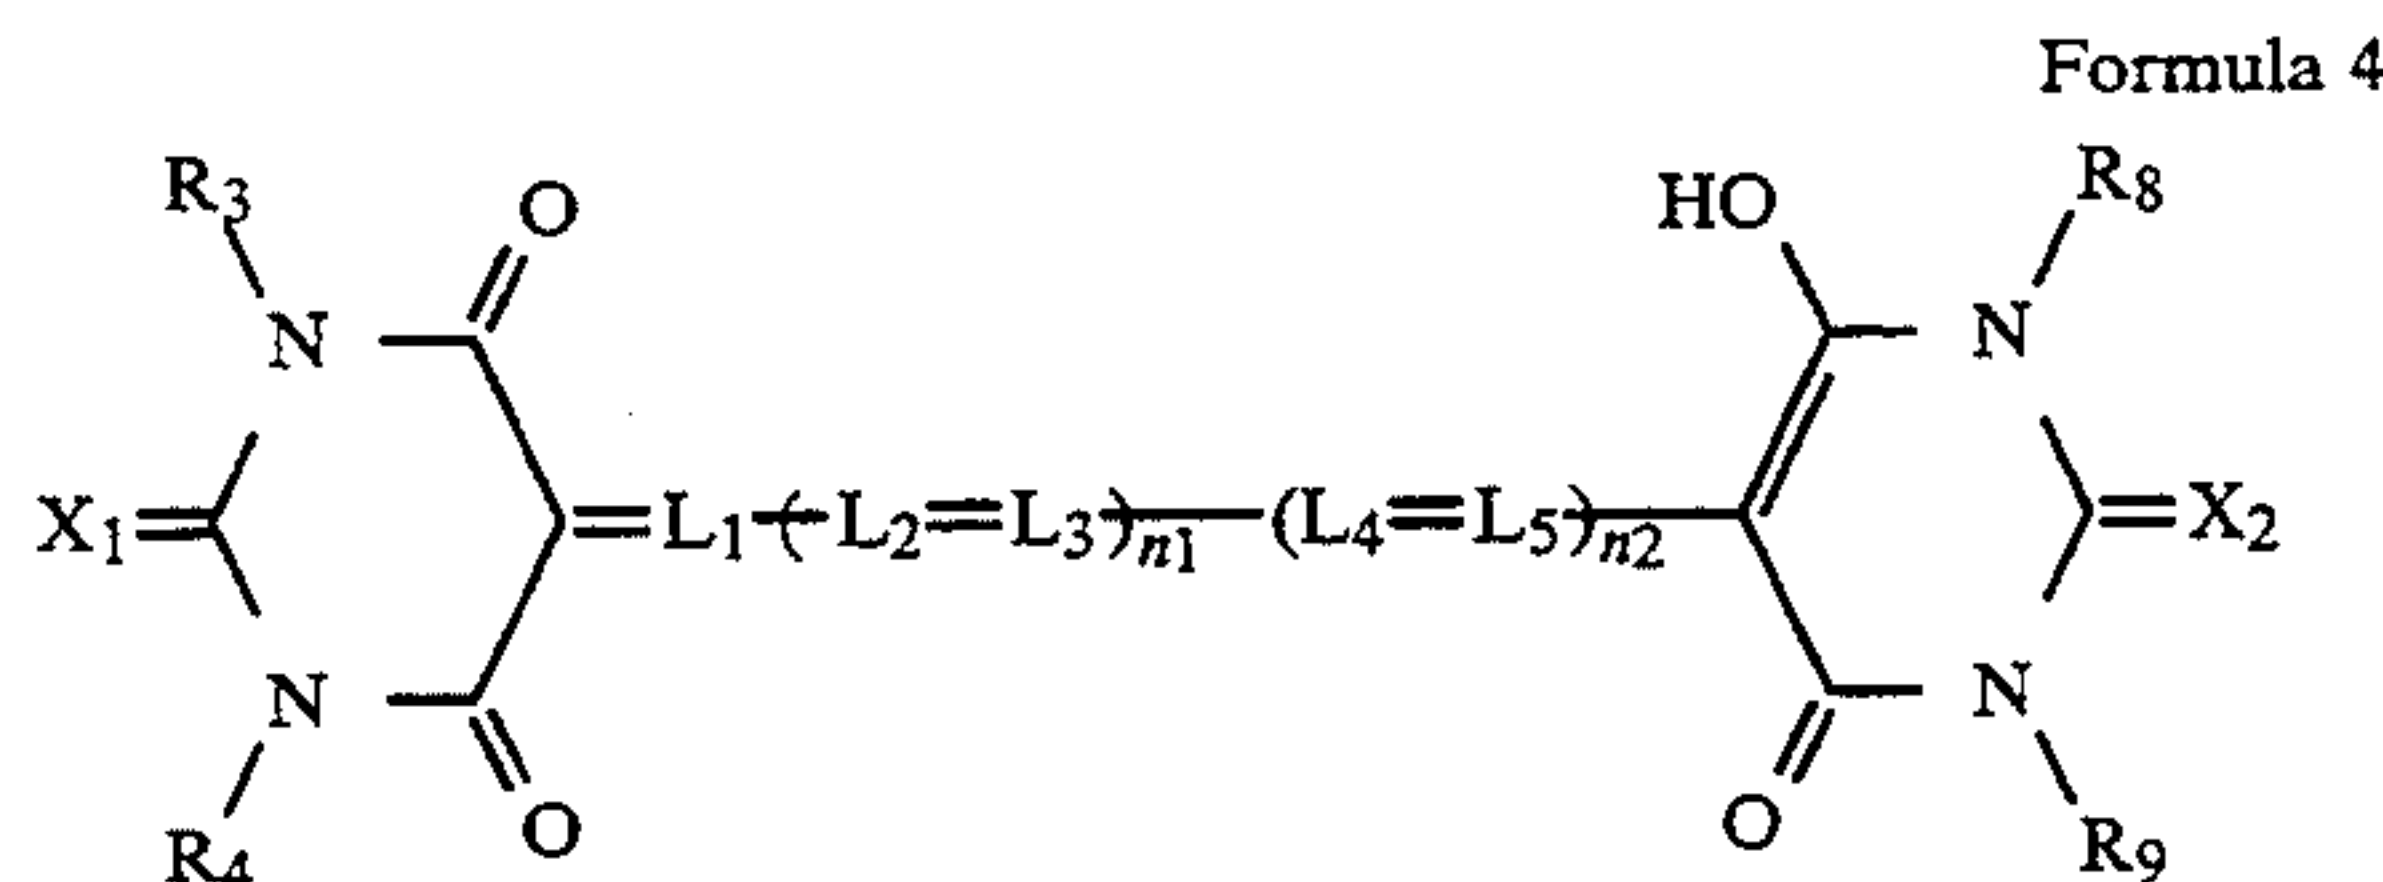 Formula 4
R3 O HO R8
N N
X1 =L1-(-L2=L3)n1-(L4=L5)n2 =X2
N N
O O
R4 R9